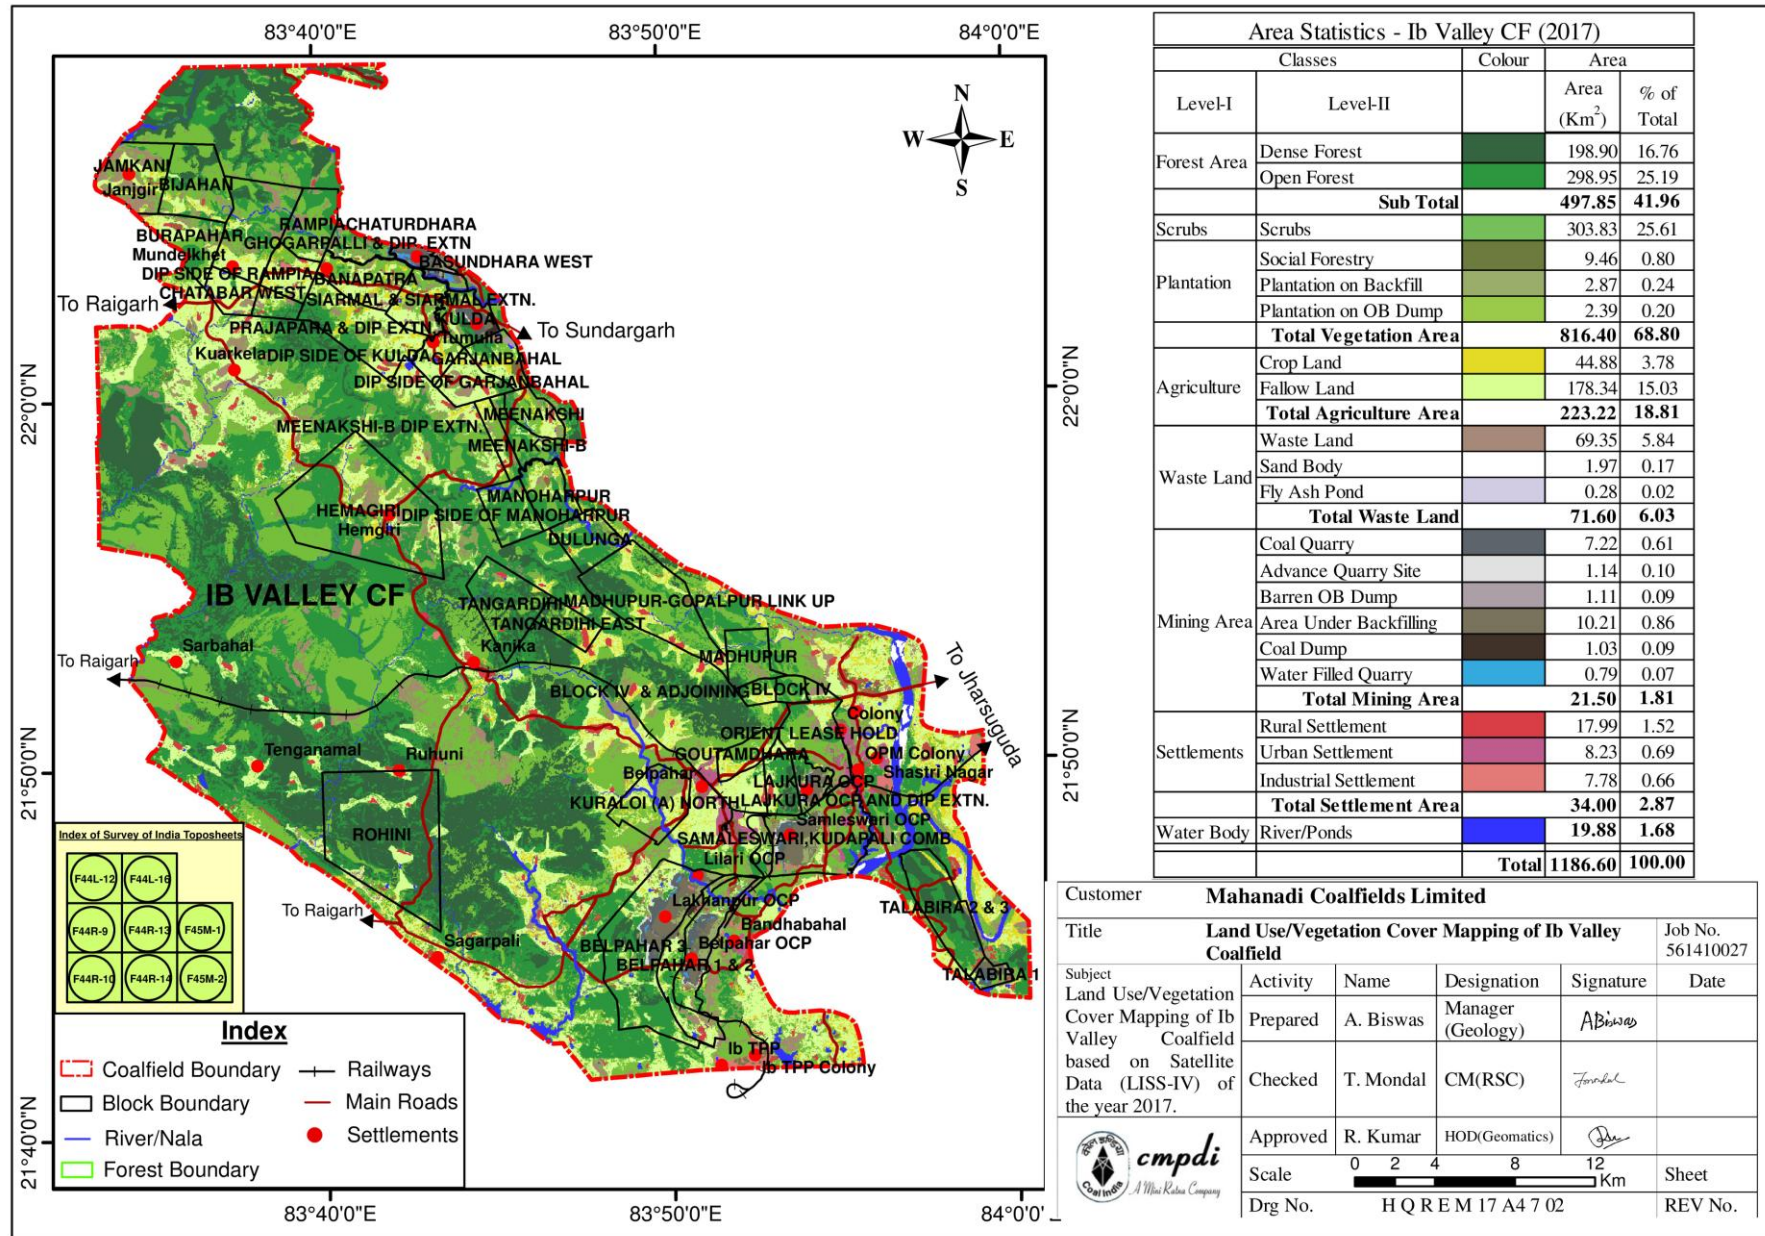 83°40'0"E 83°50'0"E 84°0'0"E
N
W E
S
JAMKANI
Janjgir
BIJAHAN
RAMPIACHATURDHARA
BURAPAHAR
GHOGARPALLI & DIP EXTN
Mundelkhet
BASUNDHARA WEST
DIP SIDE OF RAMPIA
BANAPATRA
CHATABAR WEST
SIARMAL & SIARMAL EXTN.
To Raigarh
KULDA
PRAJAPARA & DIP EXTN
To Sundargarh
Tumulia
Kuarkela
DIP SIDE OF KULDA
GARJANBAHAL
DIP SIDE OF GARJANBAHAL
22°0'0"N
22°0'0"N
MEENAKSHI
MEENAKSHI-B DIP EXTN.
MEENAKSHI-B
MANOHARPUR
HEMAGIRI
DIP SIDE OF MANOHARPUR
Hemgiri
DULUNGA
IB VALLEY CF
TANGARDIHI
MADHUPUR-GOPALPUR LINK UP
TANGARDIHI EAST
Sarbahal
Kanika
To Raigarh
MADHUPUR
BLOCK IV & ADJOINING
BLOCK IV
To Jharsuguda
Colony
ORIENT LEASE HOLD
Tenganamal
Ruhuni
GOUTAMDHARA
OPM Colony
21°50'0"N
21°50'0"N
Belpahar
LAJKURA OCP
Shastri Nagar
KURALOI (A) NORTH
LAJKURA OCP AND DIP EXTN.
Samleswari OCP
ROHINI
SAMALESWARI,KUDAPALI COMB
Lilari OCP
Lakhanpur OCP
TALABIRA 2 & 3
To Raigarh
Bandhabahal
Sagarpali
BELPAHAR 3
Belpahar OCP
BELPAHAR 1 & 2
TALABIRA 1
Ib TPP
Ib TPP Colony
21°40'0"N
83°40'0"E 83°50'0"E 84°0'0"E
Index of Survey of India Toposheets
F44L-12 F44L-16
F44R-9 F44R-13 F45M-1
F44R-10 F44R-14 F45M-2
Index
Coalfield Boundary Railways
Block Boundary Main Roads
River/Nala Settlements
Forest Boundary
Area Statistics - Ib Valley CF (2017)
Classes Colour Area
Level-I Level-II Area (Km2) % of Total
Forest Area Dense Forest 198.90 16.76
Open Forest 298.95 25.19
Sub Total 497.85 41.96
Scrubs Scrubs 303.83 25.61
Plantation Social Forestry 9.46 0.80
Plantation on Backfill 2.87 0.24
Plantation on OB Dump 2.39 0.20
Total Vegetation Area 816.40 68.80
Agriculture Crop Land 44.88 3.78
Fallow Land 178.34 15.03
Total Agriculture Area 223.22 18.81
Waste Land Waste Land 69.35 5.84
Sand Body 1.97 0.17
Fly Ash Pond 0.28 0.02
Total Waste Land 71.60 6.03
Mining Area Coal Quarry 7.22 0.61
Advance Quarry Site 1.14 0.10
Barren OB Dump 1.11 0.09
Area Under Backfilling 10.21 0.86
Coal Dump 1.03 0.09
Water Filled Quarry 0.79 0.07
Total Mining Area 21.50 1.81
Settlements Rural Settlement 17.99 1.52
Urban Settlement 8.23 0.69
Industrial Settlement 7.78 0.66
Total Settlement Area 34.00 2.87
Water Body River/Ponds 19.88 1.68
Total 1186.60 100.00
Customer Mahanadi Coalfields Limited
Title Land Use/Vegetation Cover Mapping of Ib Valley Coalfield Job No. 561410027
Subject
Land Use/Vegetation
Cover Mapping of Ib
Valley Coalfield
based on Satellite
Data (LISS-IV) of
the year 2017.
Activity Name Designation Signature Date
Prepared A. Biswas Manager (Geology) ABiswas
Checked T. Mondal CM(RSC)
Approved R. Kumar HOD(Geomatics)
cmpdi
A Mini Ratna Company
Coal India
Scale 0 2 4 8 12 Km Sheet
Drg No. H Q R E M 17 A4 7 02 REV No.